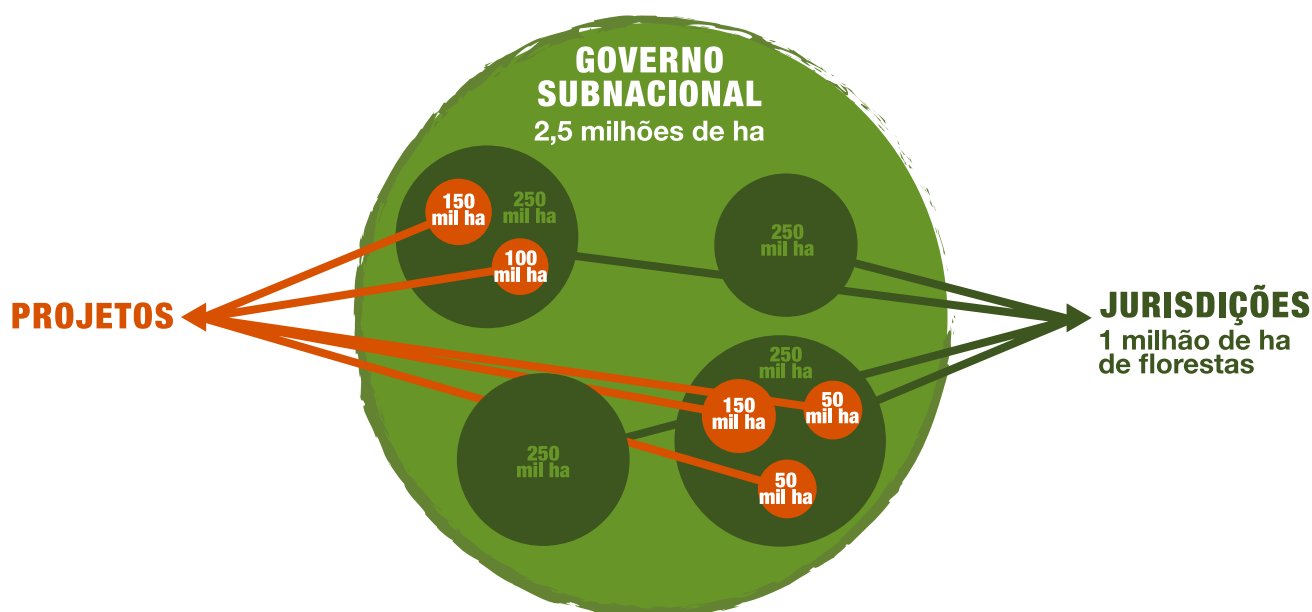 GOVERNO
SUBNACIONAL
2,5 milhões de ha
150
mil ha
250
mil ha
100
mil ha
250
mil ha
PROJETOS
JURISDIÇÕES
1 milhão de ha
de florestas
250
mil ha
150
mil ha
50
mil ha
250
mil ha
50
mil ha